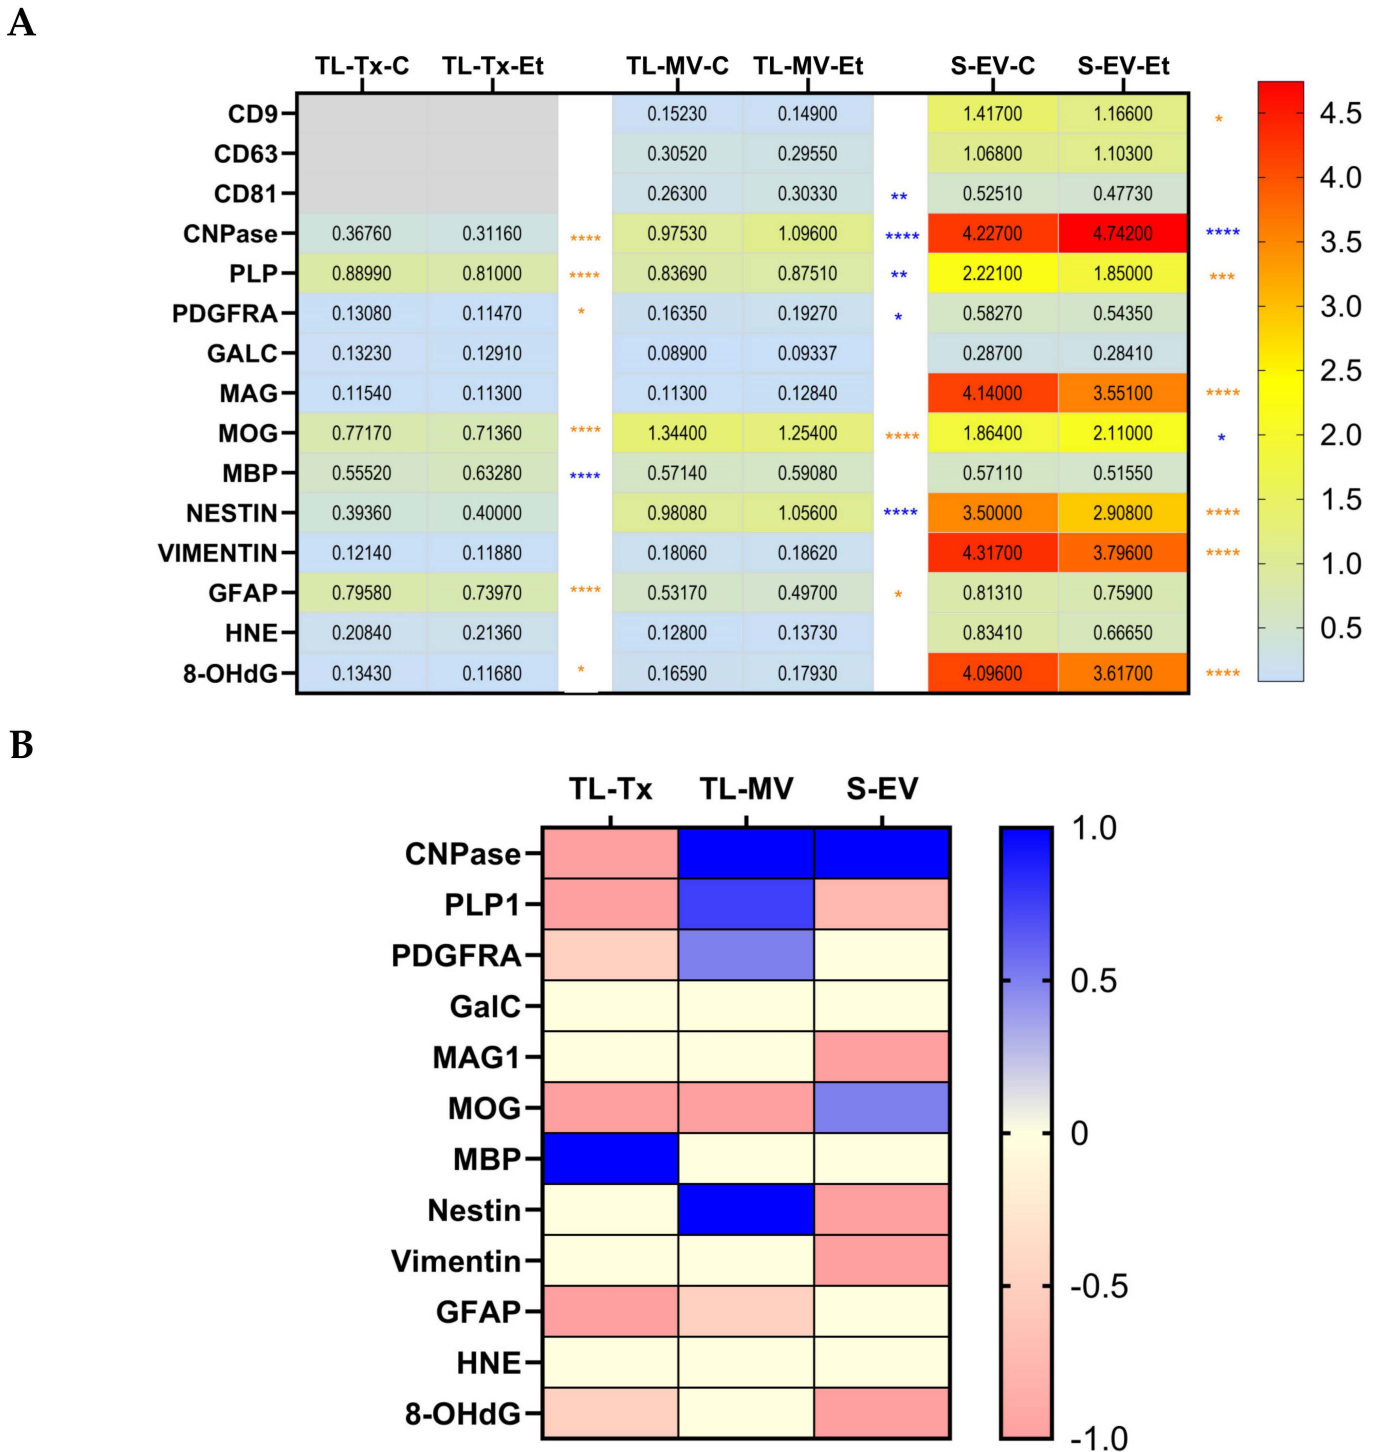 A
TL-Tx-C TL-Tx-Et TL-MV-C TL-MV-Et S-EV-C S-EV-Et
CD9 0.15230 0.14900 1.41700 1.16600 * 4.5
CD63 0.30520 0.29550 1.06800 1.10300
CD81 0.26300 0.30330 ** 0.52510 0.47730 4.0
CNPase 0.36760 0.31160 **** 0.97530 1.09600 **** 4.22700 4.74200 **** 3.5
PLP 0.88990 0.81000 **** 0.83690 0.87510 ** 2.22100 1.85000 ***
PDGFRA 0.13080 0.11470 * 0.16350 0.19270 * 0.58270 0.54350 3.0
GALC 0.13230 0.12910 0.08900 0.09337 0.28700 0.28410 2.5
MAG 0.11540 0.11300 0.11300 0.12840 4.14000 3.55100 ****
MOG 0.77170 0.71360 **** 1.34400 1.25400 **** 1.86400 2.11000 * 2.0
MBP 0.55520 0.63280 **** 0.57140 0.59080 0.57110 0.51550
NESTIN 0.39360 0.40000 0.98080 1.05600 **** 3.50000 2.90800 **** 1.5
VIMENTIN 0.12140 0.11880 0.18060 0.18620 4.31700 3.79600 **** 1.0
GFAP 0.79580 0.73970 **** 0.53170 0.49700 * 0.81310 0.75900
HNE 0.20840 0.21360 0.12800 0.13730 0.83410 0.66650 0.5
8-OHdG 0.13430 0.11680 * 0.16590 0.17930 4.09600 3.61700 ****
B
TL-Tx TL-MV S-EV
1.0
CNPase
PLP1
PDGFRA 0.5
GalC
MAG1
MOG 0
MBP
Nestin
Vimentin -0.5
GFAP
HNE
8-OHdG -1.0